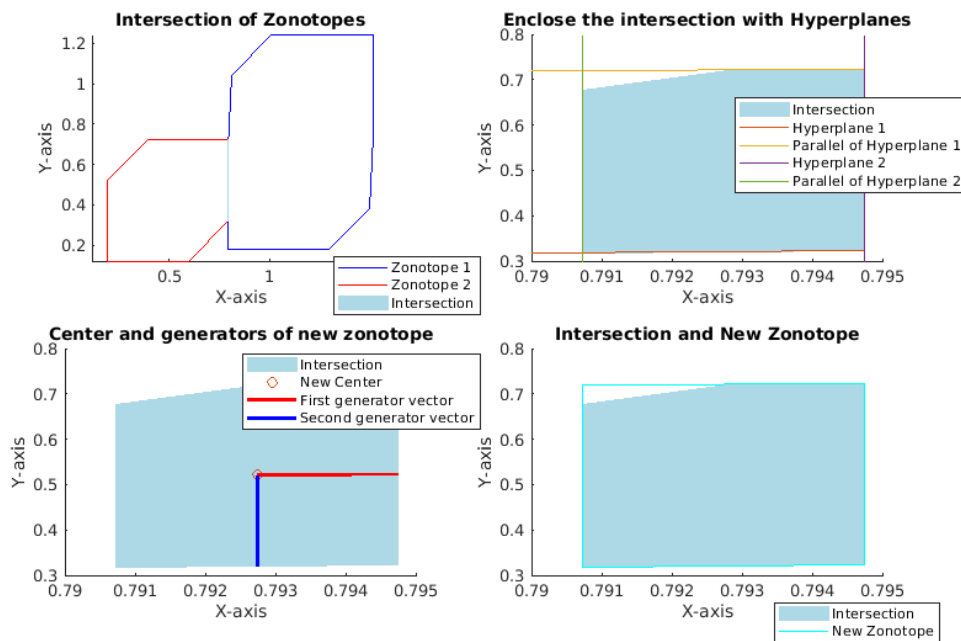 Intersection of Zonotopes
1.2
1
0.8
0.6
0.4
0.2
Y-axis
0.5
1
X-axis
Zonotope 1
Zonotope 2
Intersection
Enclose the intersection with Hyperplanes
0.8
0.7
0.6
0.5
0.4
0.3
Y-axis
0.79
0.791
0.792
0.793
0.794
0.795
X-axis
Intersection
Hyperplane 1
Parallel of Hyperplane 1
Hyperplane 2
Parallel of Hyperplane 2
Center and generators of new zonotope
0.8
0.7
0.6
0.5
0.4
0.3
Y-axis
0.79
0.791
0.792
0.793
0.794
0.795
X-axis
Intersection
New Center
First generator vector
Second generator vector
Intersection and New Zonotope
0.8
0.7
0.6
0.5
0.4
0.3
Y-axis
0.79
0.791
0.792
0.793
0.794
0.795
X-axis
Intersection
New Zonotope